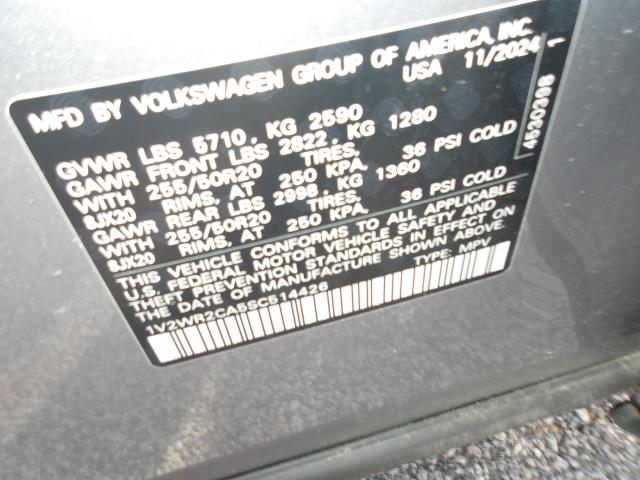 MFD BY VOLKSWAGEN GROUP OF AMERICA, INC.
USA 11/2024 1
GVWR LBS 5710, KG 2590
GAWR FRONT LBS 2822, KG 1280
WITH 255/50R20 TIRES,
8JX20 RIMS, AT 250 KPA, 36 PSI COLD
GAWR REAR LBS 2998, KG 1360
WITH 255/50R20 TIRES,
8JX20 RIMS, AT 250 KPA, 36 PSI COLD
THIS VEHICLE CONFORMS TO ALL APPLICABLE
U.S. FEDERAL MOTOR VEHICLE SAFETY AND
THEFT PREVENTION STANDARDS IN EFFECT ON
THE DATE OF MANUFACTURE SHOWN ABOVE.
1V2WR2CA5SC514426 TYPE: MPV
4530398